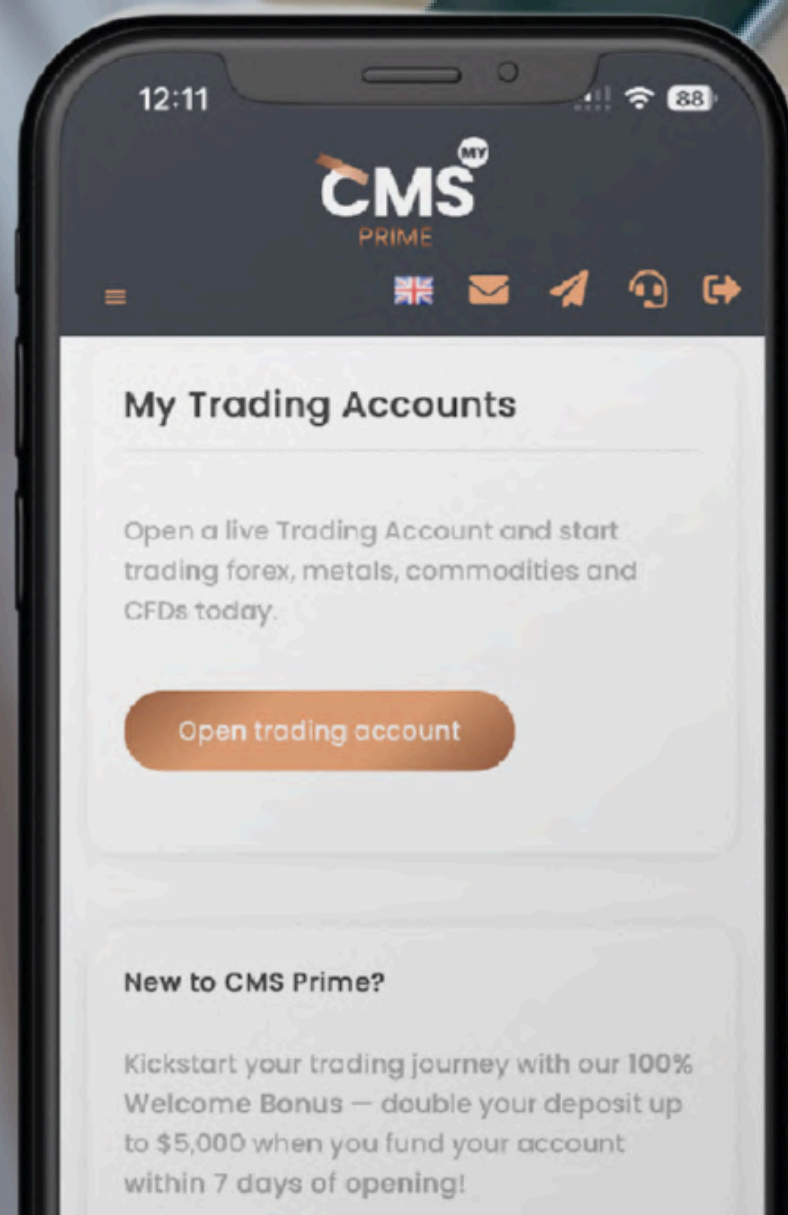 12:11
88
MY
CMS
PRIME
My Trading Accounts
Open a live Trading Account and start
trading forex, metals, commodities and
CFDs today.
Open trading account
New to CMS Prime?
Kickstart your trading journey with our 100%
Welcome Bonus — double your deposit up
to $5,000 when you fund your account
within 7 days of opening!